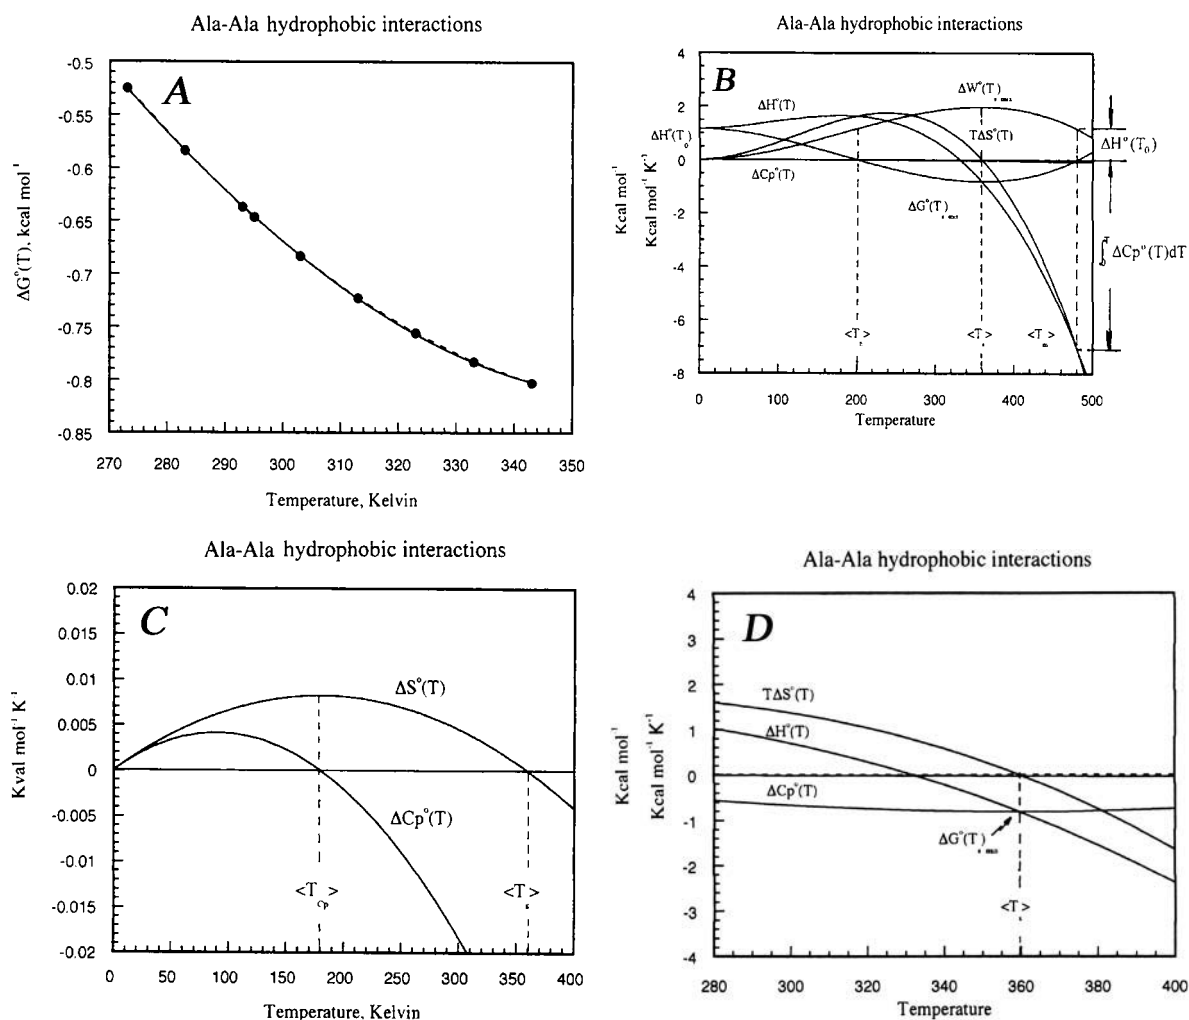 Ala-Ala hydrophobic interactions
A
ΔG°(T), kcal mol⁻¹
-0.5
-0.55
-0.6
-0.65
-0.7
-0.75
-0.8
-0.85
270 280 290 300 310 320 330 340 350
Temperature, Kelvin
Ala-Ala hydrophobic interactions
B
Kcal mol⁻¹
Kcal mol⁻¹ K⁻¹
4
2
0
-2
-4
-6
-8
ΔH°(T)
ΔH°(T₀)
ΔCp°(T)
ΔW°(T)
TΔS°(T)
ΔG°(T)
ΔH°(T₀)
∫ ΔCp°(T)dT
<T> <T> <T>
0 100 200 300 400 500
Temperature
Ala-Ala hydrophobic interactions
C
Kval mol⁻¹ K⁻¹
0.02
0.015
0.01
0.005
0
-0.005
-0.01
-0.015
-0.02
ΔS°(T)
ΔCp°(T)
<T_Cp> <T>
0 50 100 150 200 250 300 350 400
Temperature, Kelvin
Ala-Ala hydrophobic interactions
D
Kcal mol⁻¹
Kcal mol⁻¹ K⁻¹
4
3
2
1
0
-1
-2
-3
-4
TΔS°(T)
ΔH°(T)
ΔCp°(T)
ΔG°(T)
<T>
280 300 320 340 360 380 400
Temperature